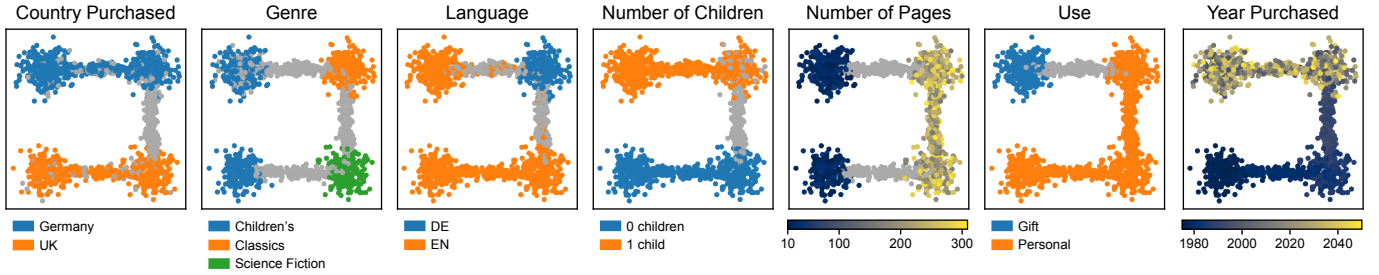 Country Purchased Genre Language Number of Children Number of Pages Use Year Purchased
Germany Children's DE 0 children Gift
UK Classics EN 1 child 10 100 200 300 Personal 1980 2000 2020 2040
Science Fiction